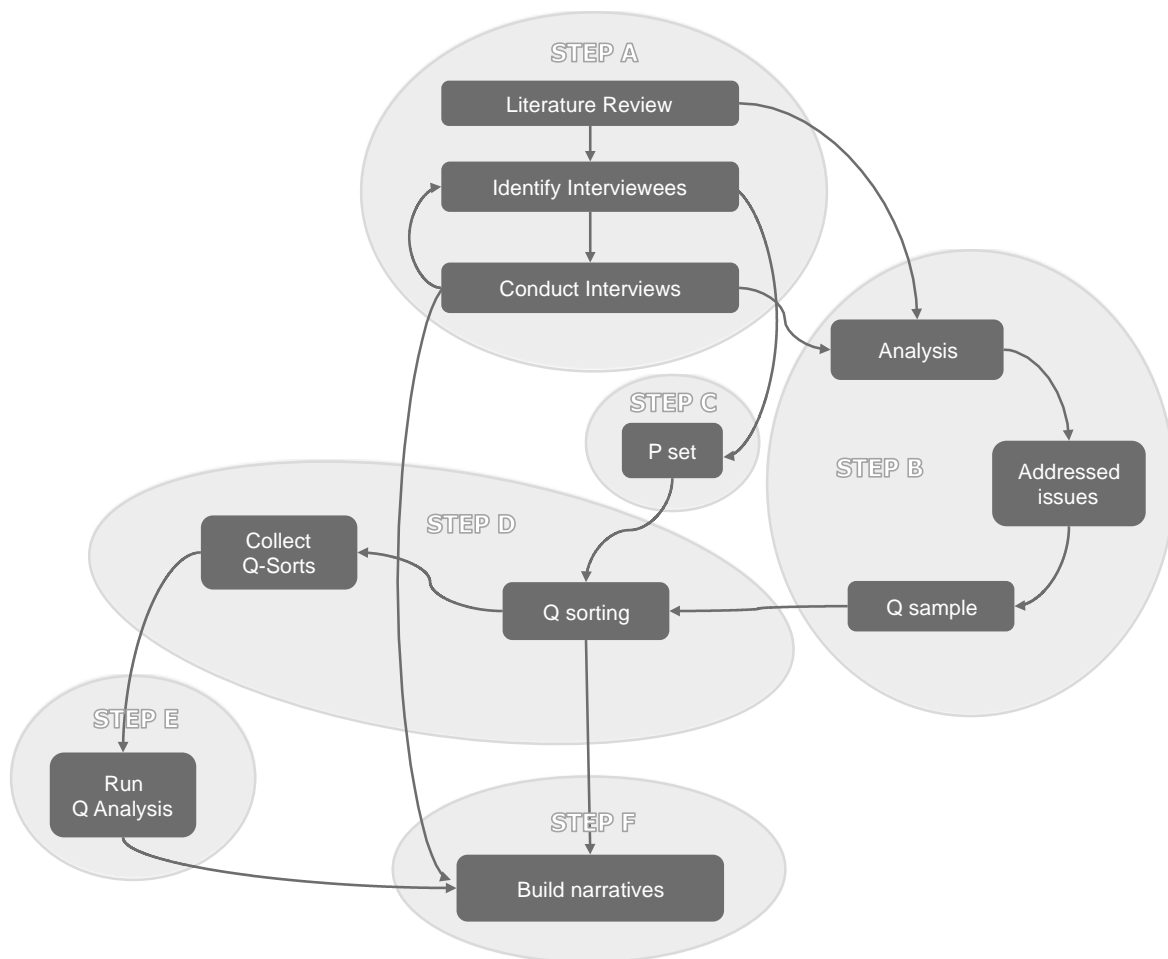 STEP A
Literature Review
Identify Interviewees
Conduct Interviews
Analysis
STEP C
P set
STEP B
Addressed
issues
STEP D
Collect
Q-Sorts
Q sorting
Q sample
STEP E
Run
Q Analysis
STEP F
Build narratives